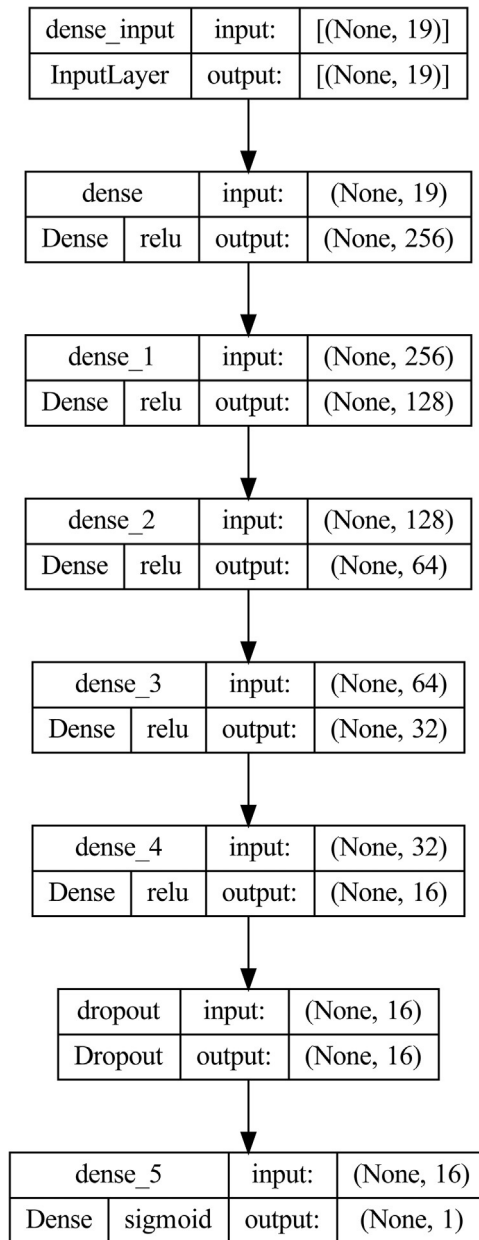 dense_input input: [(None, 19)]
InputLayer output: [(None, 19)]
dense input: (None, 19)
Dense relu output: (None, 256)
dense_1 input: (None, 256)
Dense relu output: (None, 128)
dense_2 input: (None, 128)
Dense relu output: (None, 64)
dense_3 input: (None, 64)
Dense relu output: (None, 32)
dense_4 input: (None, 32)
Dense relu output: (None, 16)
dropout input: (None, 16)
Dropout output: (None, 16)
dense_5 input: (None, 16)
Dense sigmoid output: (None, 1)